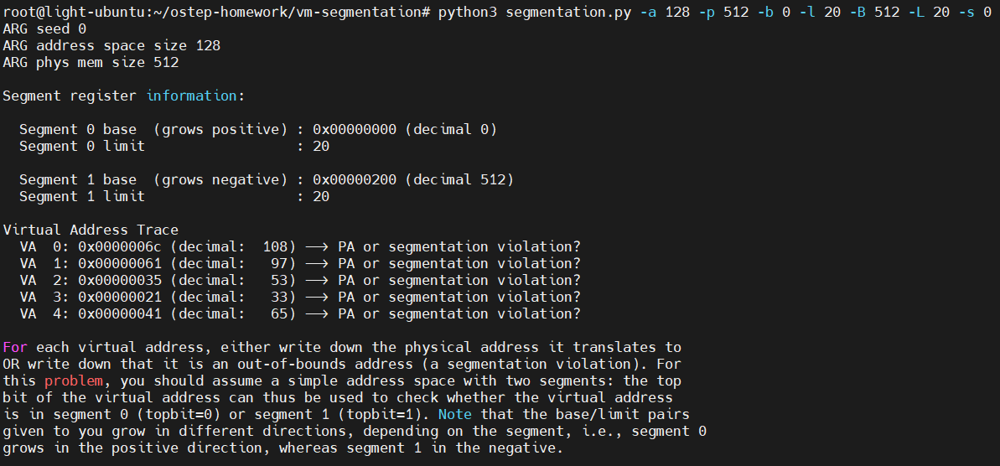 root@light-ubuntu:~/ostep-homework/vm-segmentation# python3 segmentation.py -a 128 -p 512 -b 0 -l 20 -B 512 -L 20 -s 0
ARG seed 0
ARG address space size 128
ARG phys mem size 512
Segment register information:
Segment 0 base (grows positive) : 0x00000000 (decimal 0)
Segment 0 limit : 20
Segment 1 base (grows negative) : 0x00000200 (decimal 512)
Segment 1 limit : 20
Virtual Address Trace
VA 0: 0x0000006c (decimal: 108) --> PA or segmentation violation?
VA 1: 0x00000061 (decimal: 97) --> PA or segmentation violation?
VA 2: 0x00000035 (decimal: 53) --> PA or segmentation violation?
VA 3: 0x00000021 (decimal: 33) --> PA or segmentation violation?
VA 4: 0x00000041 (decimal: 65) --> PA or segmentation violation?
For each virtual address, either write down the physical address it translates to
OR write down that it is an out-of-bounds address (a segmentation violation). For
this problem, you should assume a simple address space with two segments: the top
bit of the virtual address can thus be used to check whether the virtual address
is in segment 0 (topbit=0) or segment 1 (topbit=1). Note that the base/limit pairs
given to you grow in different directions, depending on the segment, i.e., segment 0
grows in the positive direction, whereas segment 1 in the negative.